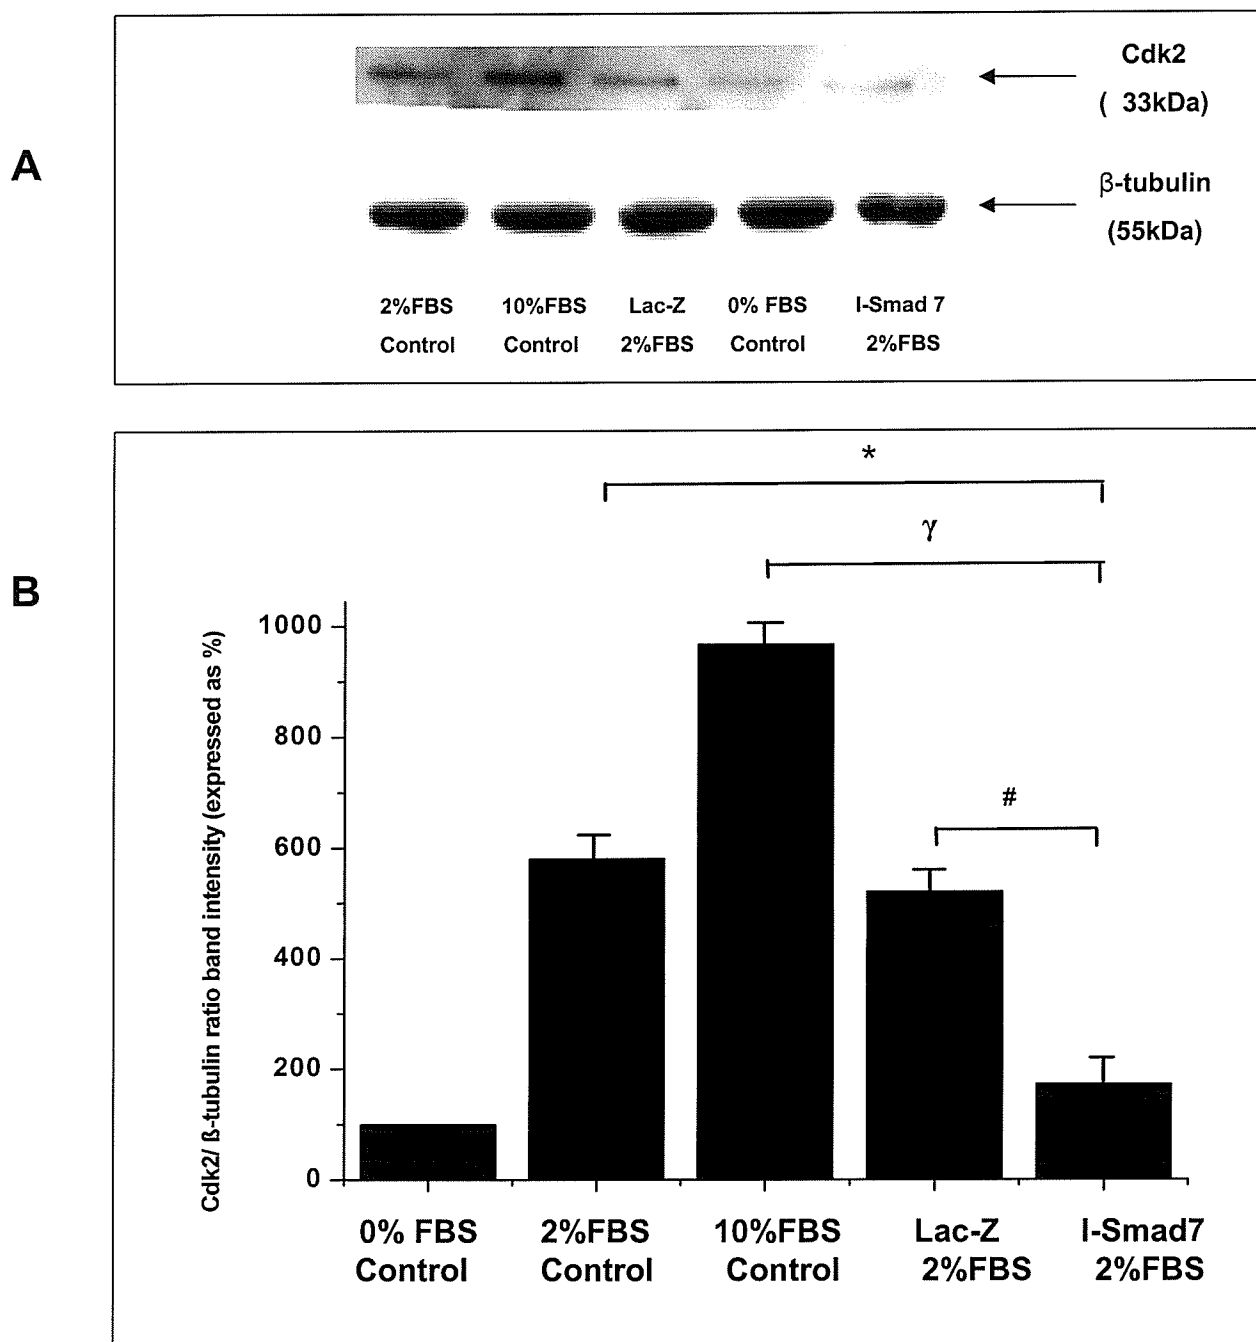 A
Cdk2
( 33kDa)
β-tubulin
(55kDa)
2%FBS 10%FBS Lac-Z 0% FBS I-Smad 7
Control Control 2%FBS Control 2%FBS
B
*
γ
#
Cdk2/ ß-tubulin ratio band intensity (expressed as %)
1000
800
600
400
200
0
0% FBS 2%FBS 10%FBS Lac-Z I-Smad7
Control Control Control 2%FBS 2%FBS